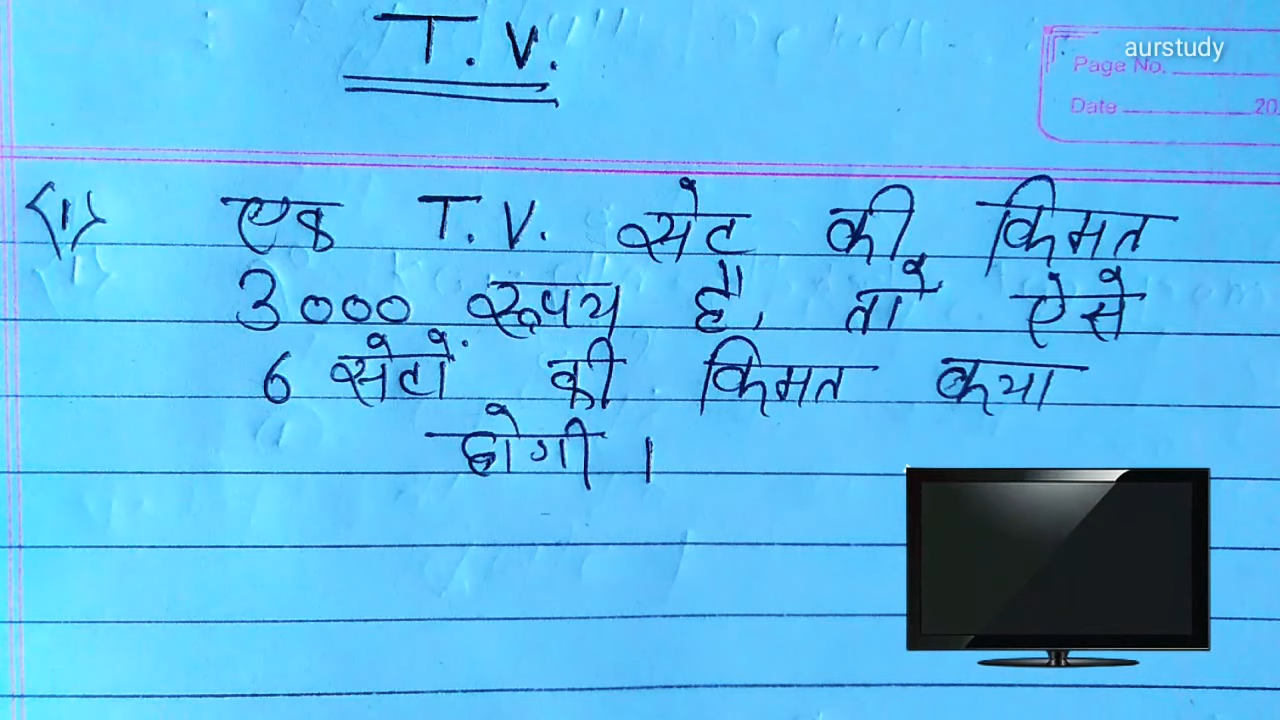 T.V.
aurstudy
Page No.
Date 20
<1> एक T.V. सेट की किमत
3000 रूपय है, तो ऐसे
6 सेटों की किमत क्या
होगी ।